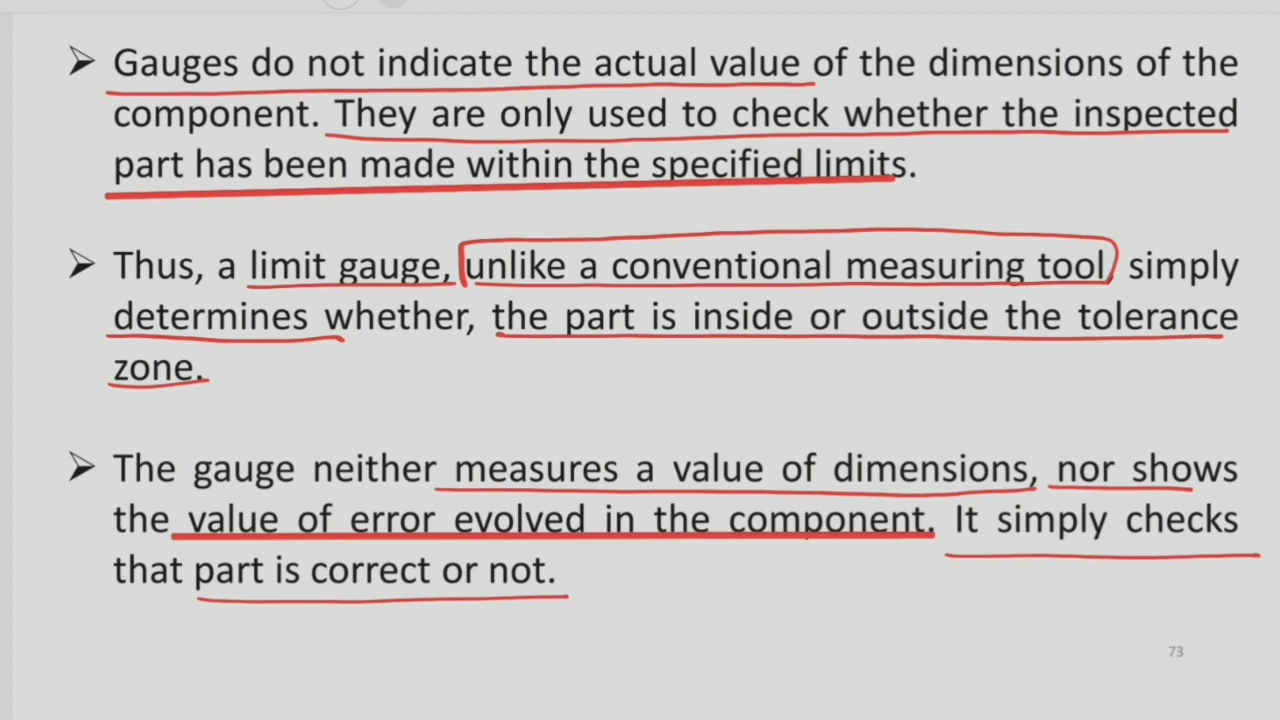 ➢ Gauges do not indicate the actual value of the dimensions of the
component. They are only used to check whether the inspected
part has been made within the specified limits.
➢ Thus, a limit gauge, unlike a conventional measuring tool, simply
determines whether, the part is inside or outside the tolerance
zone.
➢ The gauge neither measures a value of dimensions, nor shows
the value of error evolved in the component. It simply checks
that part is correct or not.
73